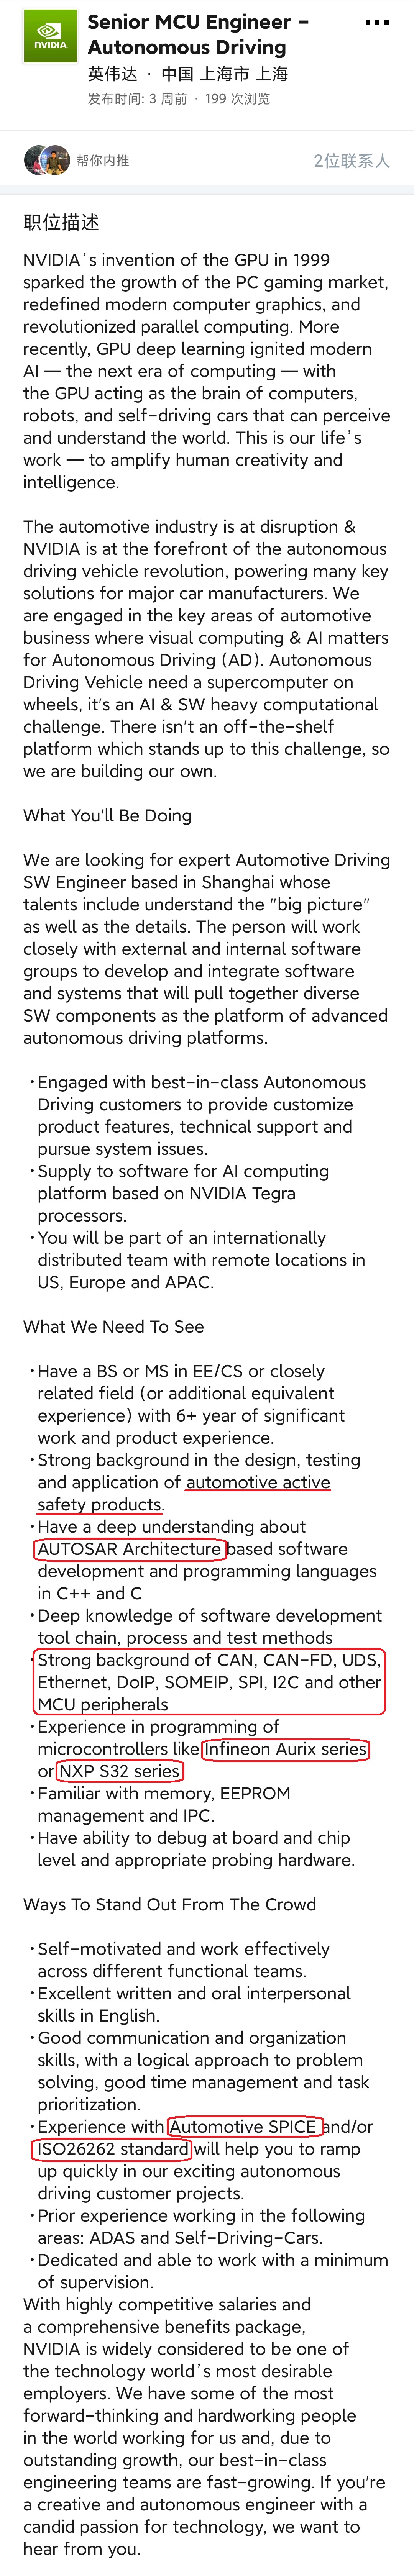 Senior MCU Engineer –
Autonomous Driving
NVIDIA
英伟达 · 中国 上海市 上海
发布时间: 3 周前 · 199 次浏览
帮你内推
2位联系人
职位描述
NVIDIA's invention of the GPU in 1999
sparked the growth of the PC gaming market,
redefined modern computer graphics, and
revolutionized parallel computing. More
recently, GPU deep learning ignited modern
AI — the next era of computing — with
the GPU acting as the brain of computers,
robots, and self-driving cars that can perceive
and understand the world. This is our life's
work — to amplify human creativity and
intelligence.
The automotive industry is at disruption &
NVIDIA is at the forefront of the autonomous
driving vehicle revolution, powering many key
solutions for major car manufacturers. We
are engaged in the key areas of automotive
business where visual computing & AI matters
for Autonomous Driving (AD). Autonomous
Driving Vehicle need a supercomputer on
wheels, it's an AI & SW heavy computational
challenge. There isn't an off-the-shelf
platform which stands up to this challenge, so
we are building our own.
What You'll Be Doing
We are looking for expert Automotive Driving
SW Engineer based in Shanghai whose
talents include understand the "big picture"
as well as the details. The person will work
closely with external and internal software
groups to develop and integrate software
and systems that will pull together diverse
SW components as the platform of advanced
autonomous driving platforms.
·Engaged with best-in-class Autonomous
Driving customers to provide customize
product features, technical support and
pursue system issues.
·Supply to software for AI computing
platform based on NVIDIA Tegra
processors.
·You will be part of an internationally
distributed team with remote locations in
US, Europe and APAC.
What We Need To See
·Have a BS or MS in EE/CS or closely
related field (or additional equivalent
experience) with 6+ year of significant
work and product experience.
·Strong background in the design, testing
and application of automotive active
safety products.
·Have a deep understanding about
AUTOSAR Architecture based software
development and programming languages
in C++ and C
·Deep knowledge of software development
tool chain, process and test methods
·Strong background of CAN, CAN-FD, UDS,
Ethernet, DoIP, SOMEIP, SPI, I2C and other
MCU peripherals
·Experience in programming of
microcontrollers like Infineon Aurix series
or NXP S32 series
·Familiar with memory, EEPROM
management and IPC.
·Have ability to debug at board and chip
level and appropriate probing hardware.
Ways To Stand Out From The Crowd
·Self-motivated and work effectively
across different functional teams.
·Excellent written and oral interpersonal
skills in English.
·Good communication and organization
skills, with a logical approach to problem
solving, good time management and task
prioritization.
·Experience with Automotive SPICE and/or
ISO26262 standard will help you to ramp
up quickly in our exciting autonomous
driving customer projects.
·Prior experience working in the following
areas: ADAS and Self-Driving-Cars.
·Dedicated and able to work with a minimum
of supervision.
With highly competitive salaries and
a comprehensive benefits package,
NVIDIA is widely considered to be one of
the technology world's most desirable
employers. We have some of the most
forward-thinking and hardworking people
in the world working for us and, due to
outstanding growth, our best-in-class
engineering teams are fast-growing. If you're
a creative and autonomous engineer with a
candid passion for technology, we want to
hear from you.